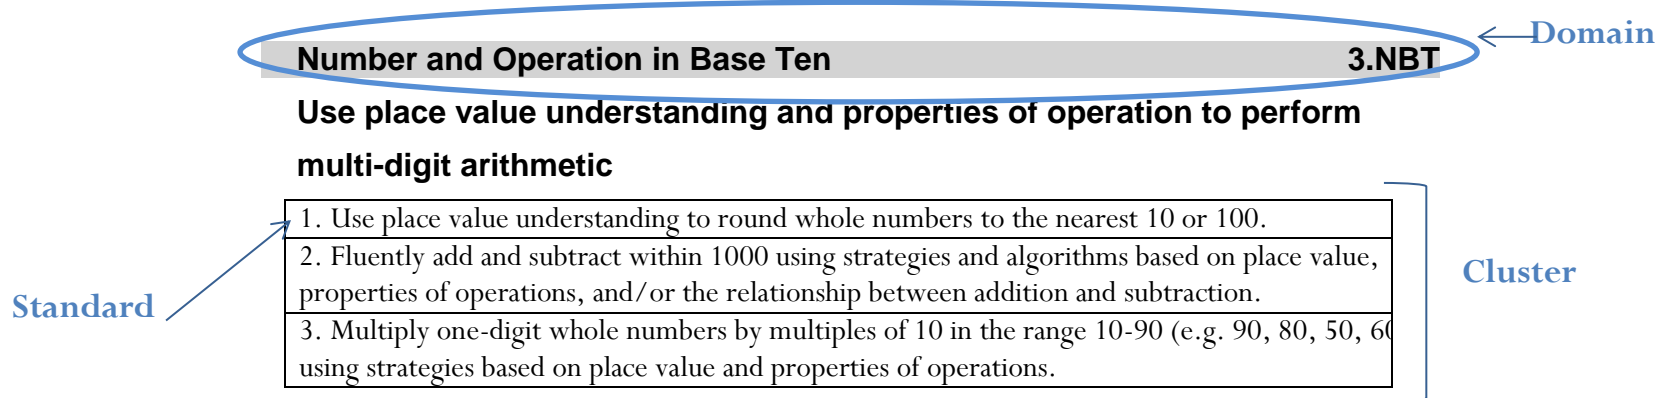 Domain
Number and Operation in Base Ten 3.NBT
Use place value understanding and properties of operation to perform
multi-digit arithmetic
1. Use place value understanding to round whole numbers to the nearest 10 or 100.
2. Fluently add and subtract within 1000 using strategies and algorithms based on place value,
properties of operations, and/or the relationship between addition and subtraction.
Cluster
Standard
3. Multiply one-digit whole numbers by multiples of 10 in the range 10-90 (e.g. 90, 80, 50, 60
using strategies based on place value and properties of operations.